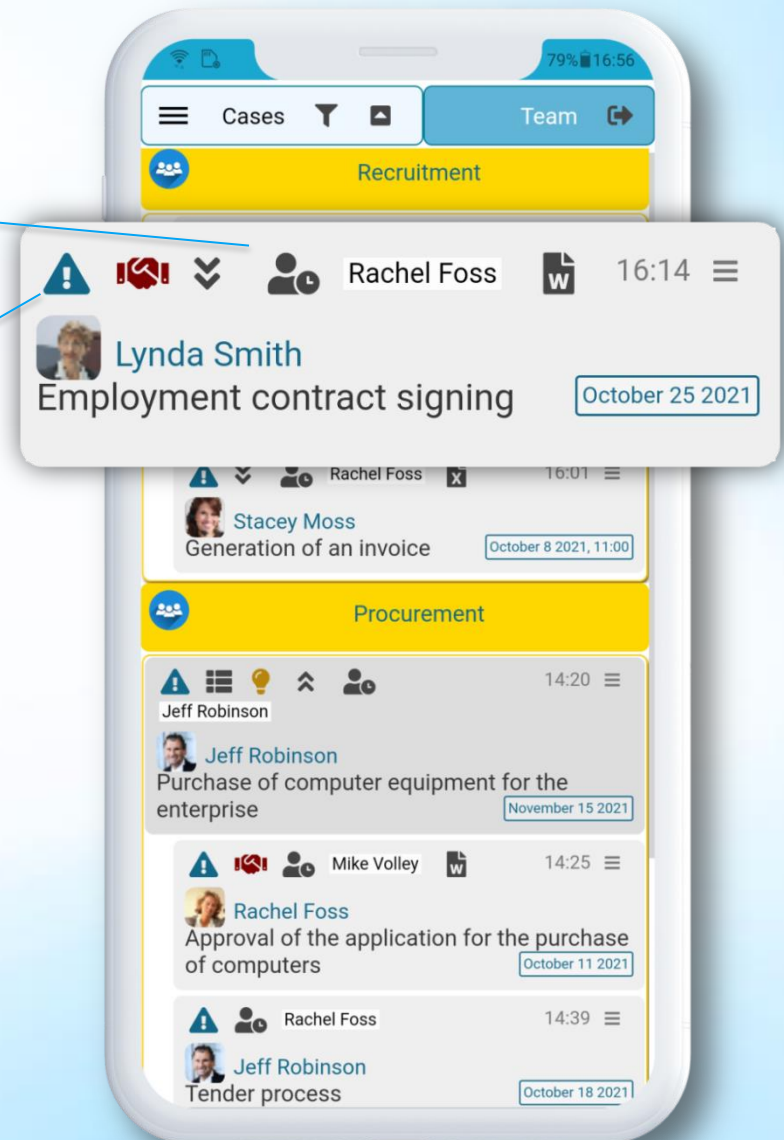 79% 16:56
Cases Team
Recruitment
Rachel Foss W 16:14
Lynda Smith
Employment contract signing October 25 2021
Rachel Foss X 16:01
Stacey Moss
Generation of an invoice October 8 2021, 11:00
Procurement
14:20
Jeff Robinson
Jeff Robinson
Purchase of computer equipment for the
enterprise November 15 2021
Mike Volley W 14:25
Rachel Foss
Approval of the application for the purchase
of computers October 11 2021
Rachel Foss 14:39
Jeff Robinson
Tender process October 18 2021